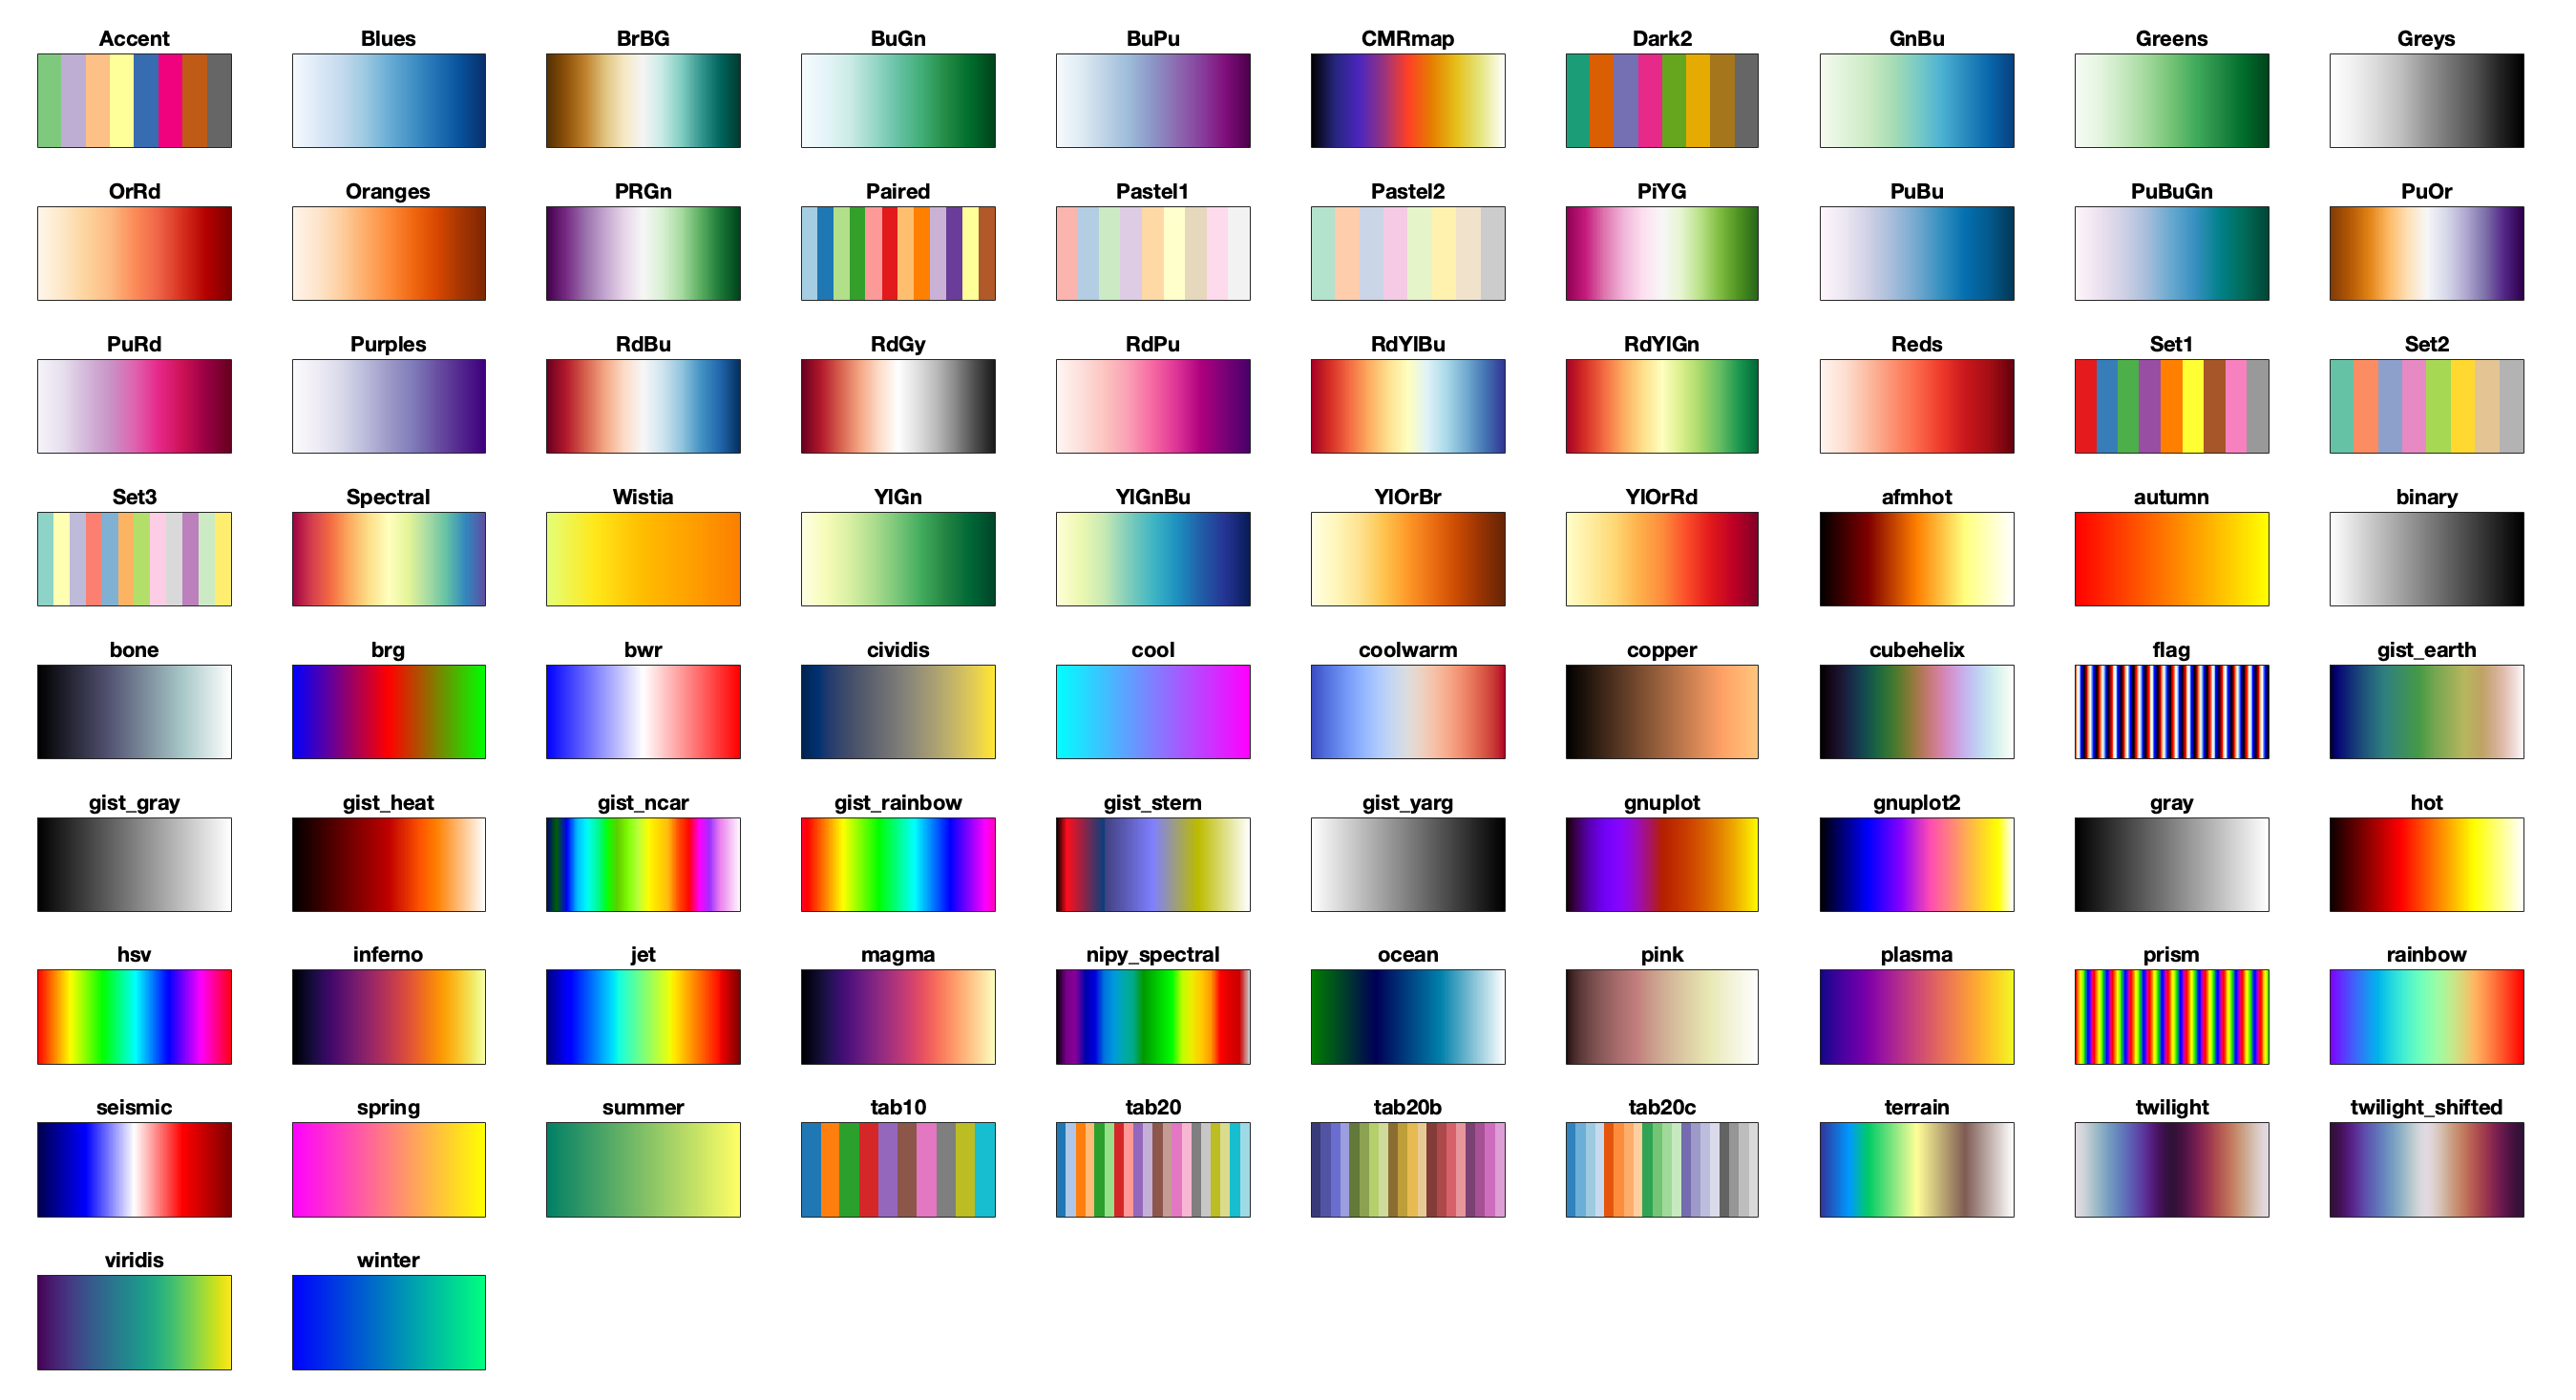 Accent Blues BrBG BuGn BuPu CMRmap Dark2 GnBu Greens Greys
OrRd Oranges PRGn Paired Pastel1 Pastel2 PiYG PuBu PuBuGn PuOr
PuRd Purples RdBu RdGy RdPu RdYlBu RdYlGn Reds Set1 Set2
Set3 Spectral Wistia YlGn YlGnBu YlOrBr YlOrRd afmhot autumn binary
bone brg bwr cividis cool coolwarm copper cubehelix flag gist_earth
gist_gray gist_heat gist_ncar gist_rainbow gist_stern gist_yarg gnuplot gnuplot2 gray hot
hsv inferno jet magma nipy_spectral ocean pink plasma prism rainbow
seismic spring summer tab10 tab20 tab20b tab20c terrain twilight twilight_shifted
viridis winter